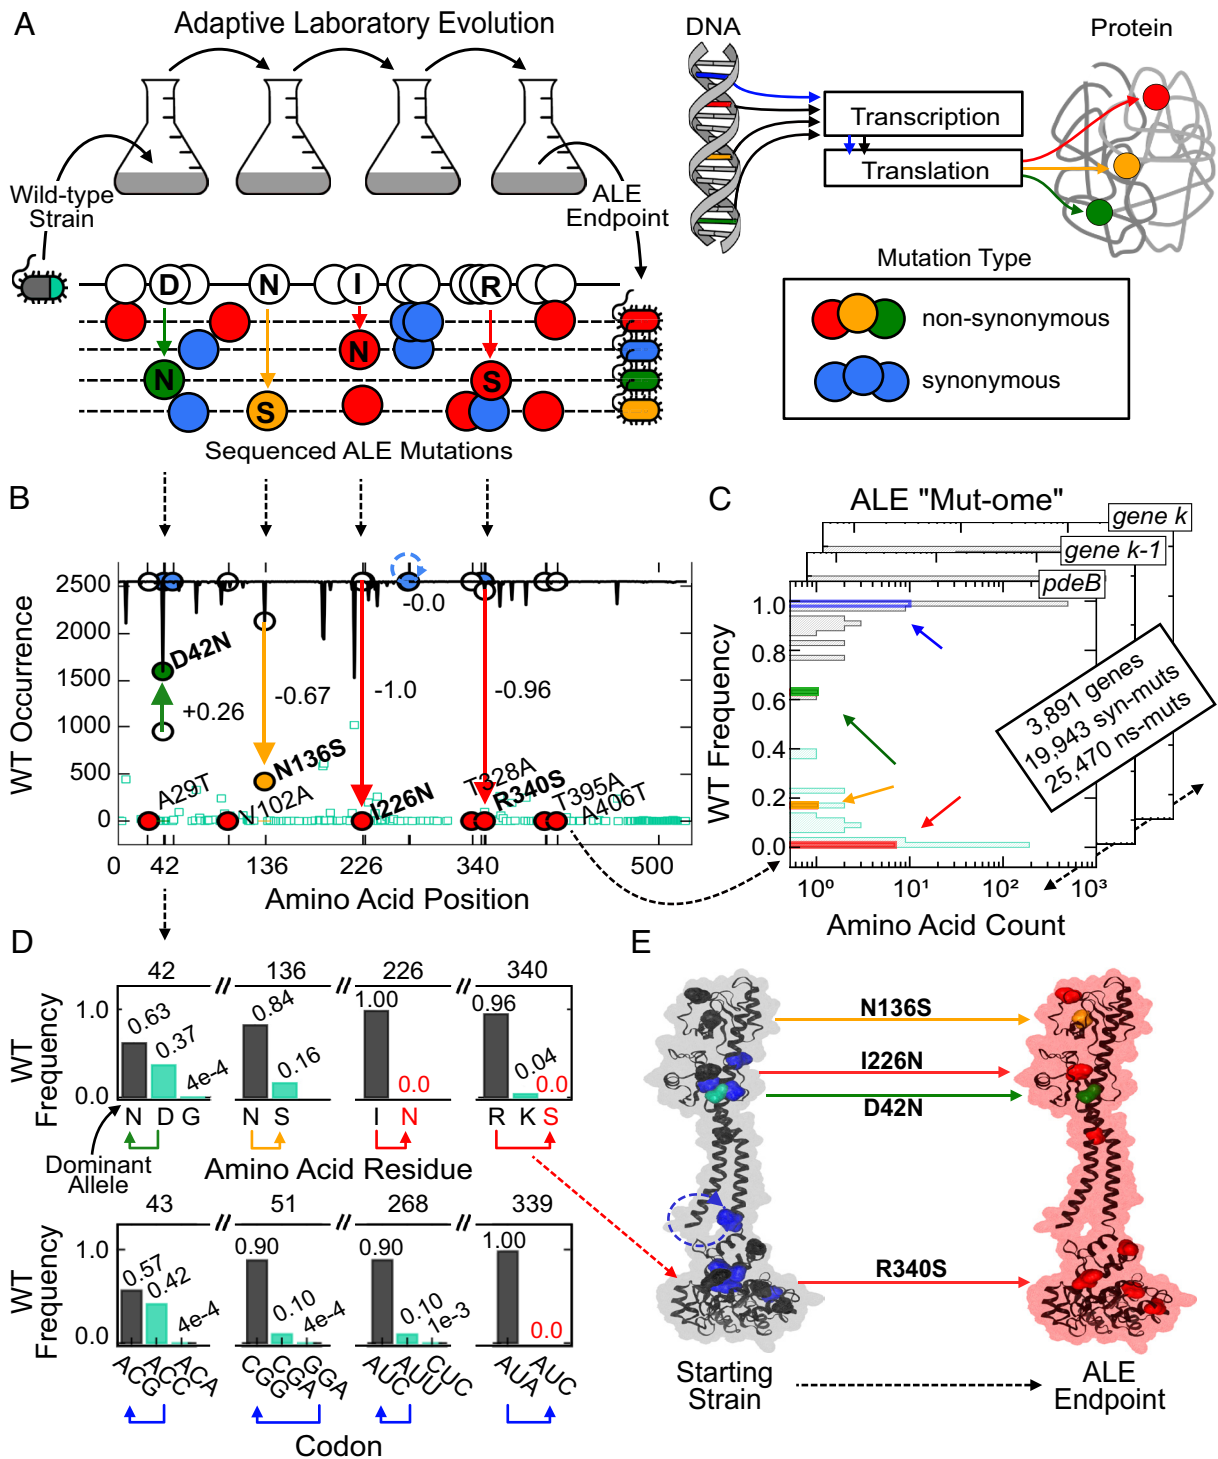 A
Adaptive Laboratory Evolution
DNA
Protein
Transcription
Translation
Wild-type
Strain
ALE
Endpoint
D N I R
N
N
S
S
Sequenced ALE Mutations
Mutation Type
non-synonymous
synonymous
B
WT Occurrence
2500
2000
1500
1000
500
0
D42N
+0.26
-0.67
N136S
-1.0
-0.0
-0.96
A29T
V102A
I226N
T328A
R340S
T395A
A406T
0 42 136 226 340 500
Amino Acid Position
C
ALE "Mut-ome"
gene k
gene k-1
pdeB
WT Frequency
1.0
0.8
0.6
0.4
0.2
0.0
10⁰ 10¹ 10² 10³
Amino Acid Count
3,891 genes
19,943 syn-muts
25,470 ns-muts
D
42 136 226 340
WT
Frequency
1.0
0.0
0.63 0.37 4e-4
0.84 0.16
1.00 0.0
0.96 0.04 0.0
N D G N S I N R K S
Dominant
Allele
Amino Acid Residue
43 51 268 339
WT
Frequency
1.0
0.0
0.57 0.42 4e-4
0.90 0.10 4e-4
0.90 0.10 1e-3
1.00 0.0
ACG ACC ACA CGG CGA GGA AUC AUU CUC AUA AUC
Codon
E
N136S
I226N
D42N
R340S
Starting
Strain
ALE
Endpoint